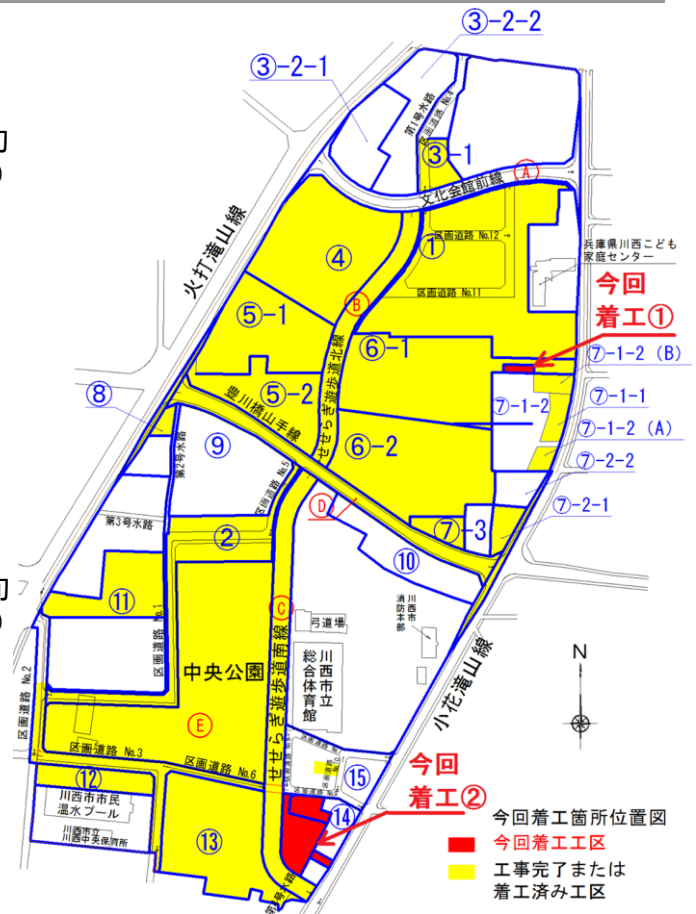 ③-2-2
③-2-1
第1号水路
区画道路 No.4
③-1
Ⓐ
文化会館前線
①
区画道路 No.12
兵庫県川西こども
家庭センター
火打滝山線
④
区画道路 No.11
Ⓑ
今回
着工①
⑤-1
せせらぎ遊歩道北線
⑥-1
⑦-1-2 (B)
⑤-2
豊川橋山手線
⑦-1-2
⑦-1-1
⑧
⑨
第2号水路
⑥-2
⑦-1-2 (A)
⑦-2-2
区画道路 No.5
Ⓓ
第3号水路
②
⑦-3
⑦-2-1
⑩
⑪
区画道路 No.1
Ⓒ
弓道場
川西市
消防本部
区画道路 No.2
中央公園
せせらぎ遊歩道南線
川西市立
総合体育館
小花滝山線
N
Ⓔ
区画道路 No.3
区画道路 No.6
⑮
今回
着工②
⑫
川西市市民
温水プール
⑭
川西市立
川西中央保育所
⑬
今回着工箇所位置図
今回着工工区
工事完了または
着工済み工区